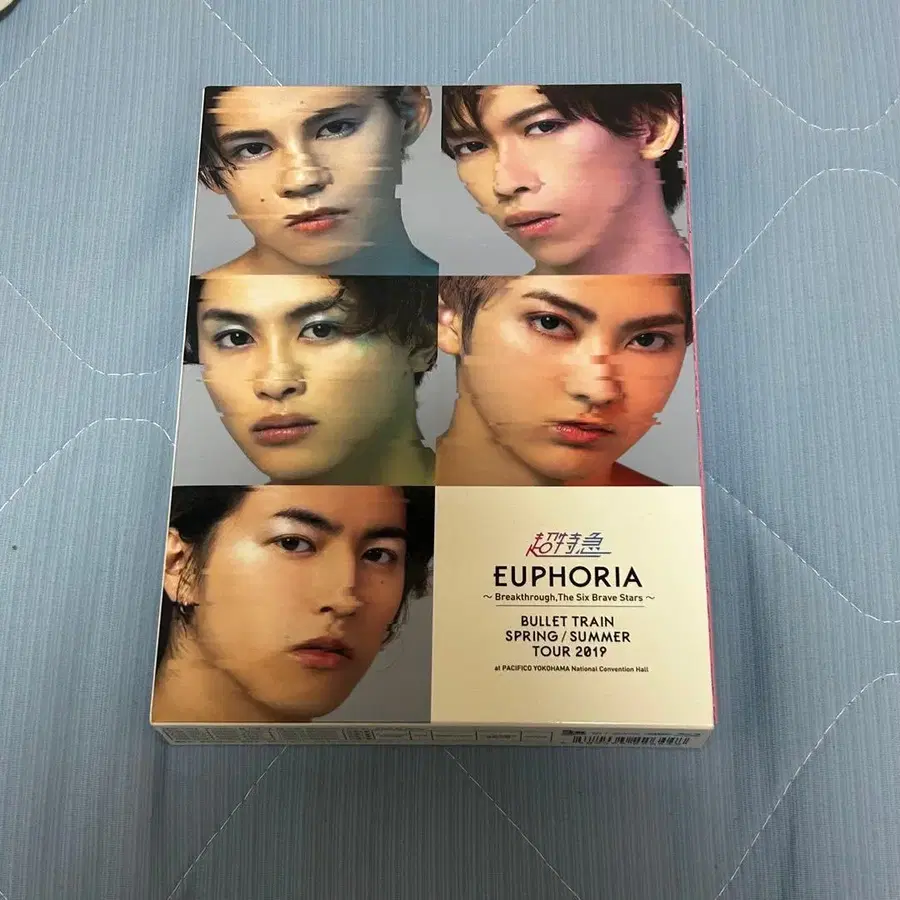 超特急
EUPHORIA
～ Breakthrough,The Six Brave Stars ～
BULLET TRAIN
SPRING / SUMMER
TOUR 2019
at PACIFICO YOKOHAMA National Convention Hall